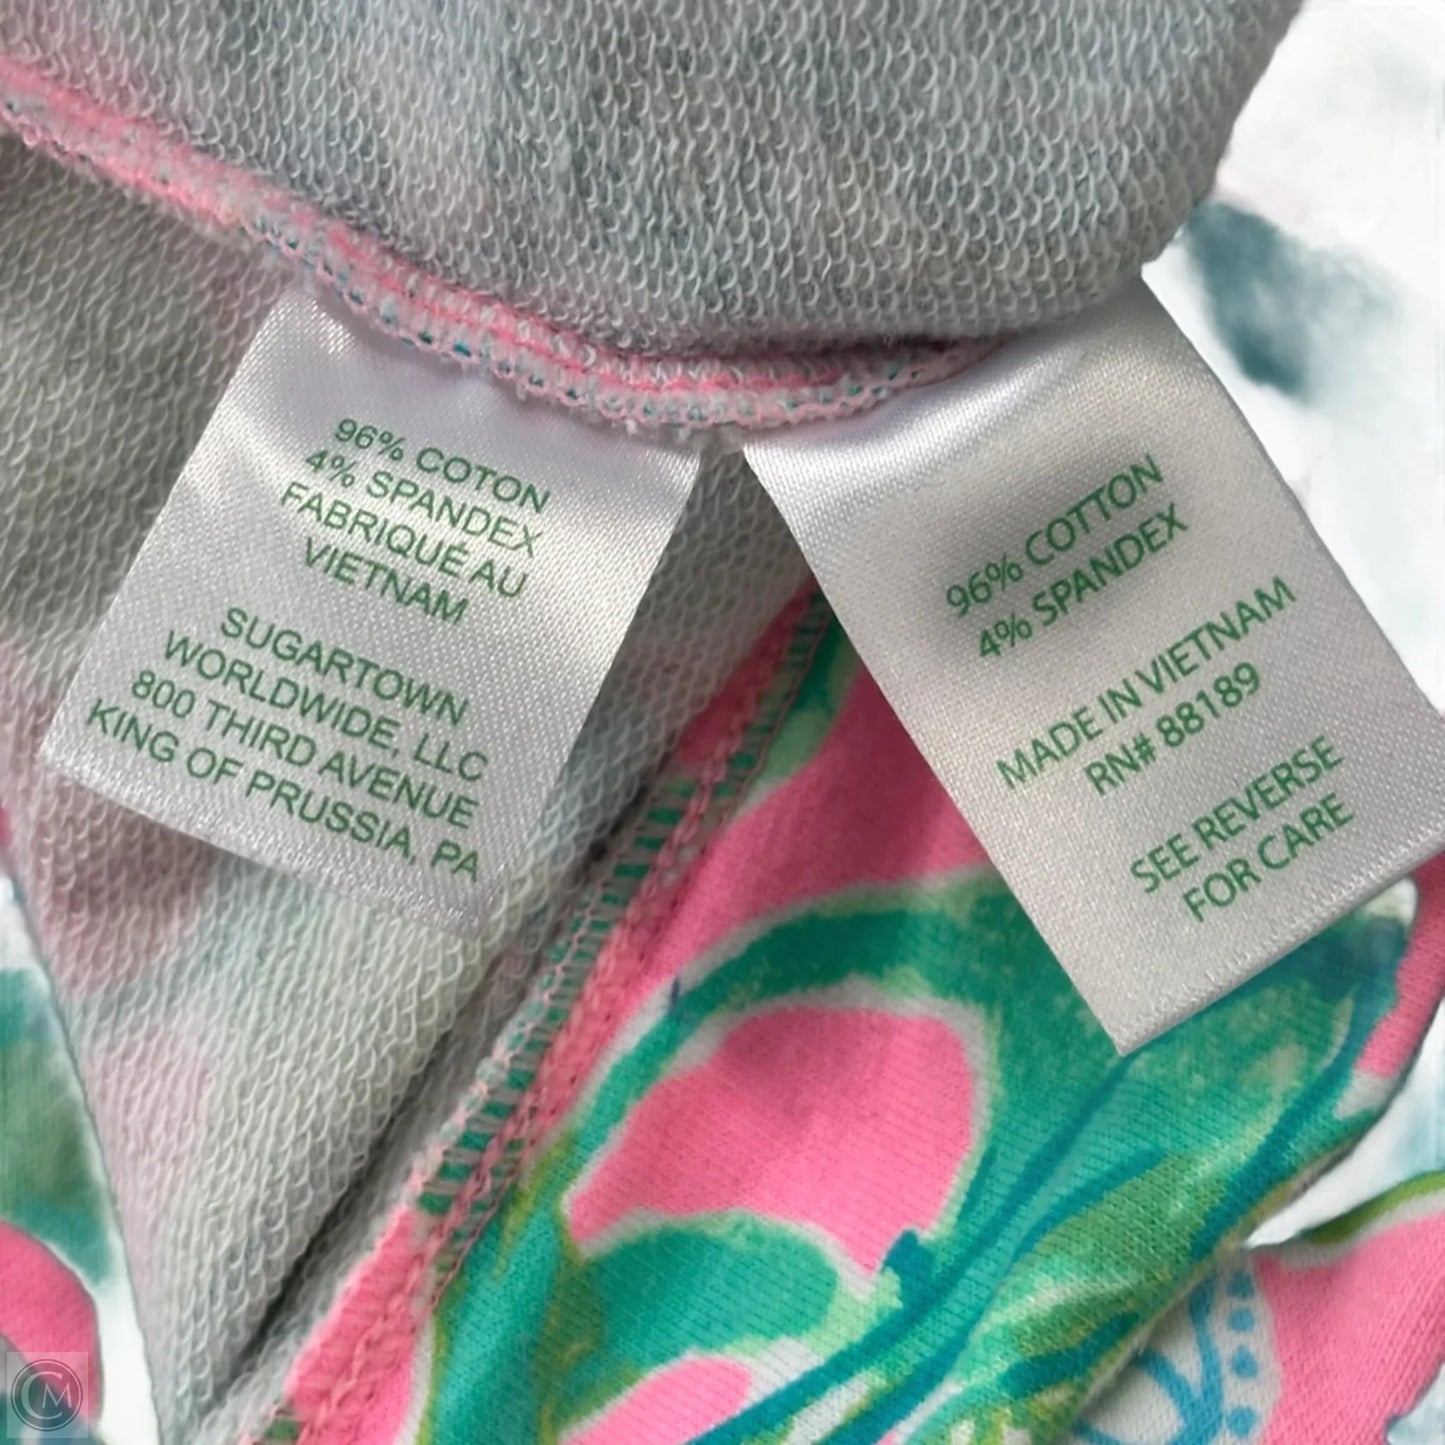 96% COTON
4% SPANDEX
FABRIQUÉ AU
VIETNAM
SUGARTOWN
WORLDWIDE, LLC
800 THIRD AVENUE
KING OF PRUSSIA, PA
96% COTTON
4% SPANDEX
MADE IN VIETNAM
RN# 88189
SEE REVERSE
FOR CARE
CM